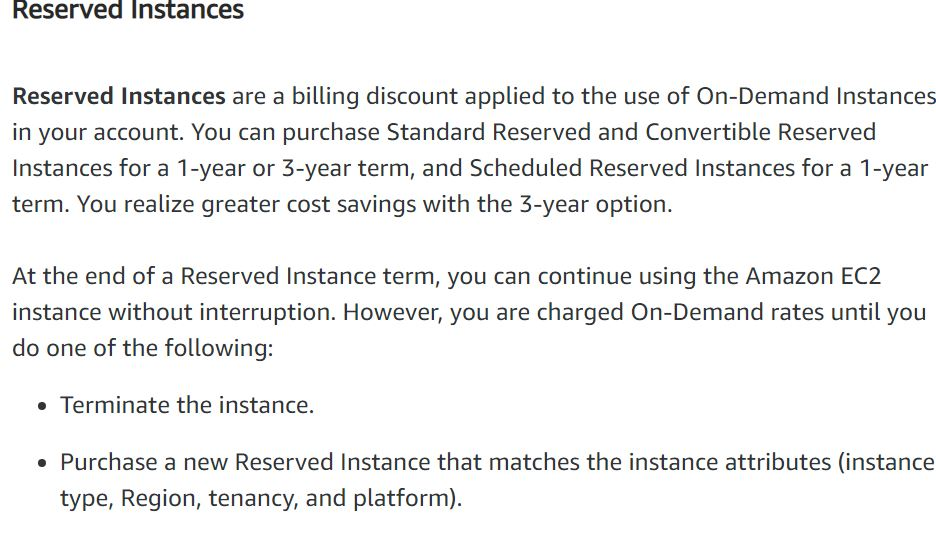 Reserved Instances
Reserved Instances are a billing discount applied to the use of On-Demand Instances
in your account. You can purchase Standard Reserved and Convertible Reserved
Instances for a 1-year or 3-year term, and Scheduled Reserved Instances for a 1-year
term. You realize greater cost savings with the 3-year option.
At the end of a Reserved Instance term, you can continue using the Amazon EC2
instance without interruption. However, you are charged On-Demand rates until you
do one of the following:
• Terminate the instance.
• Purchase a new Reserved Instance that matches the instance attributes (instance
type, Region, tenancy, and platform).